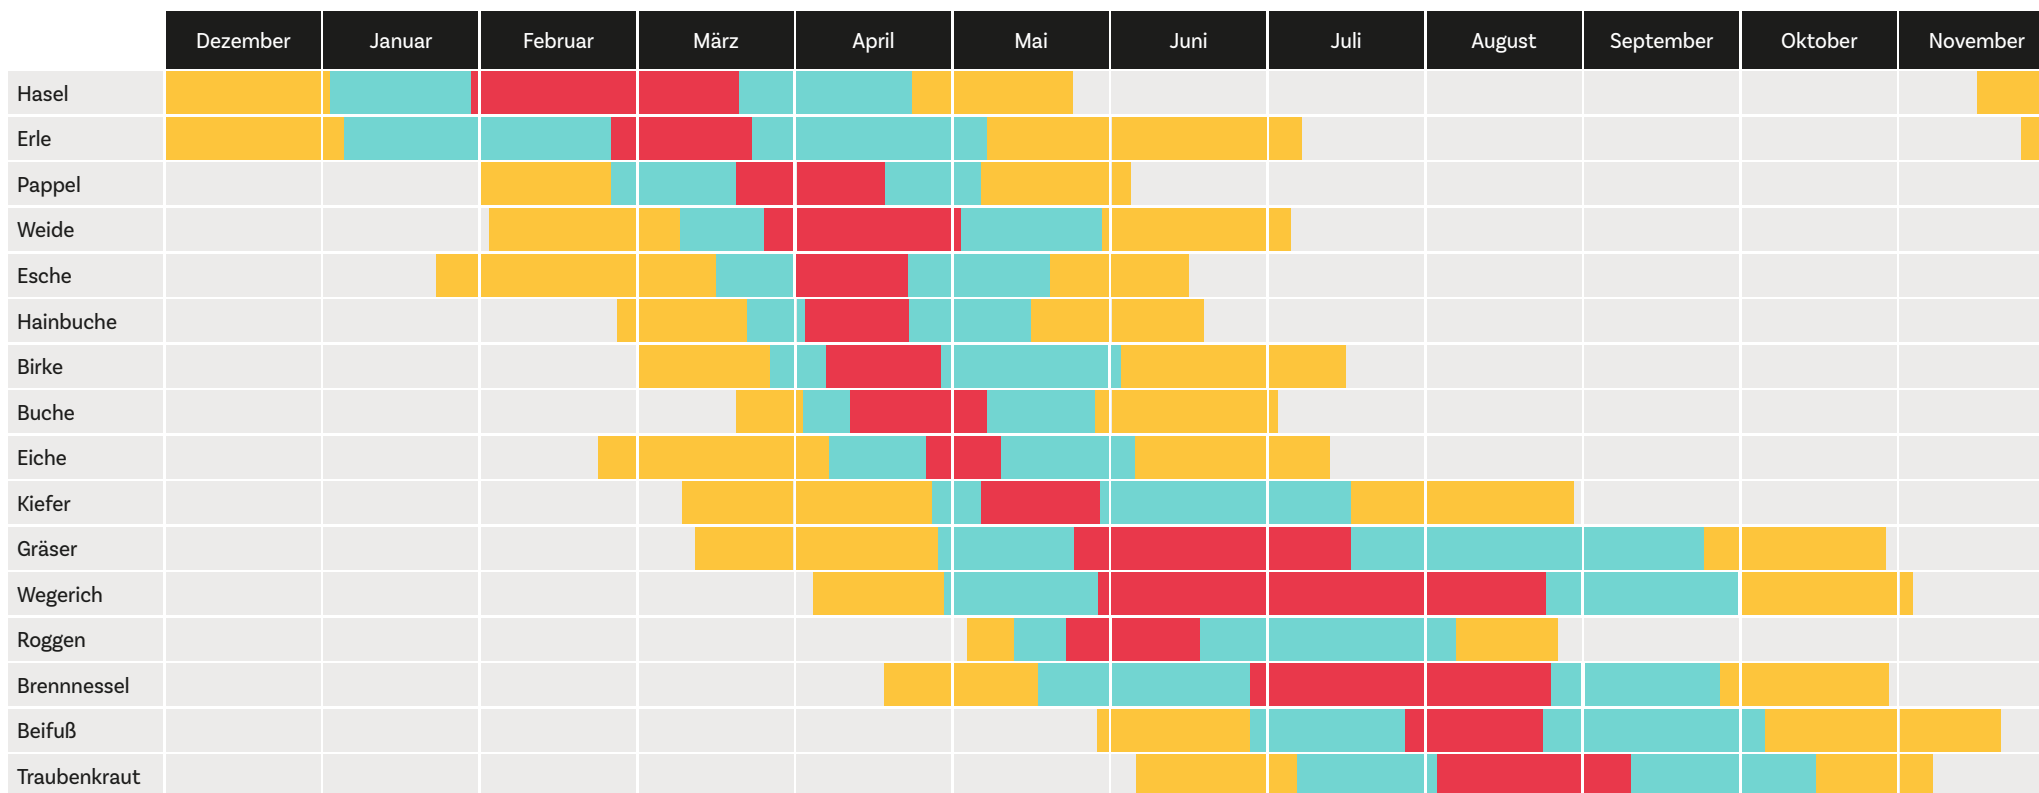 Dezember Januar Februar März April Mai Juni Juli August September Oktober November
Hasel
Erle
Pappel
Weide
Esche
Hainbuche
Birke
Buche
Eiche
Kiefer
Gräser
Wegerich
Roggen
Brennnessel
Beifuß
Traubenkraut